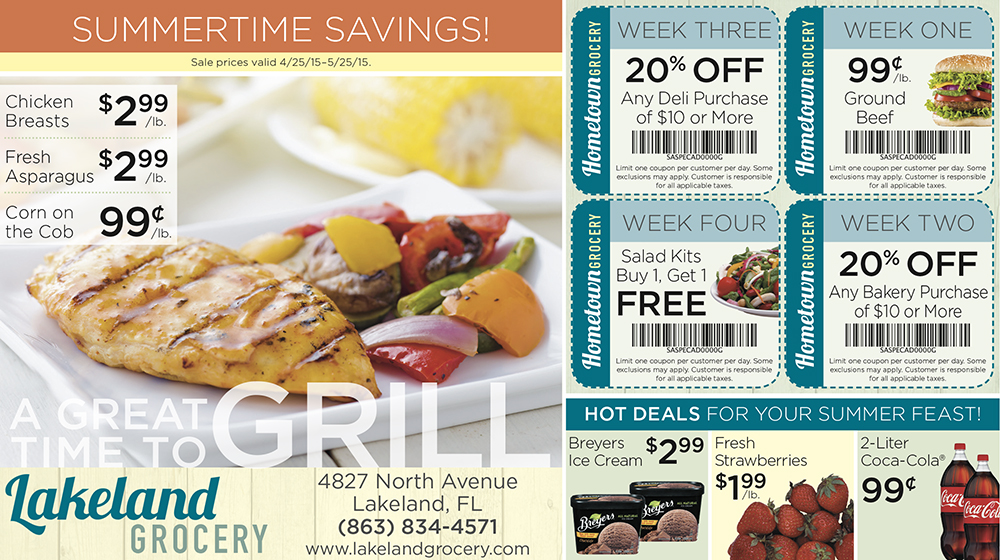 SUMMERTIME SAVINGS!
Sale prices valid 4/25/15–5/25/15.
Chicken
Breasts
$2.99
/lb.
Fresh
Asparagus
$2.99
/lb.
Corn on
the Cob
99¢
/lb.
A GREAT
TIME TO
GRILL
Lakeland
GROCERY
4827 North Avenue
Lakeland, FL
(863) 834-4571
www.lakelandgrocery.com
Hometown GROCERY
WEEK THREE
20% OFF
Any Deli Purchase
of $10 or More
SASPECAD0000G
Limit one coupon per customer per day. Some
exclusions may apply. Customer is responsible
for all applicable taxes.
Hometown GROCERY
WEEK ONE
99¢
/lb.
Ground
Beef
SASPECAD0000G
Limit one coupon per customer per day. Some
exclusions may apply. Customer is responsible
for all applicable taxes.
Hometown GROCERY
WEEK FOUR
Salad Kits
Buy 1, Get 1
FREE
SASPECAD0000G
Limit one coupon per customer per day. Some
exclusions may apply. Customer is responsible
for all applicable taxes.
Hometown GROCERY
WEEK TWO
20% OFF
Any Bakery Purchase
of $10 or More
SASPECAD0000G
Limit one coupon per customer per day. Some
exclusions may apply. Customer is responsible
for all applicable taxes.
HOT DEALS FOR YOUR SUMMER FEAST!
Breyers
Ice Cream
$2.99
Breyers
Breyers
ALL NATURAL
Fresh
Strawberries
$1.99
/lb.
2-Liter
Coca-Cola®
99¢
Coca-Cola